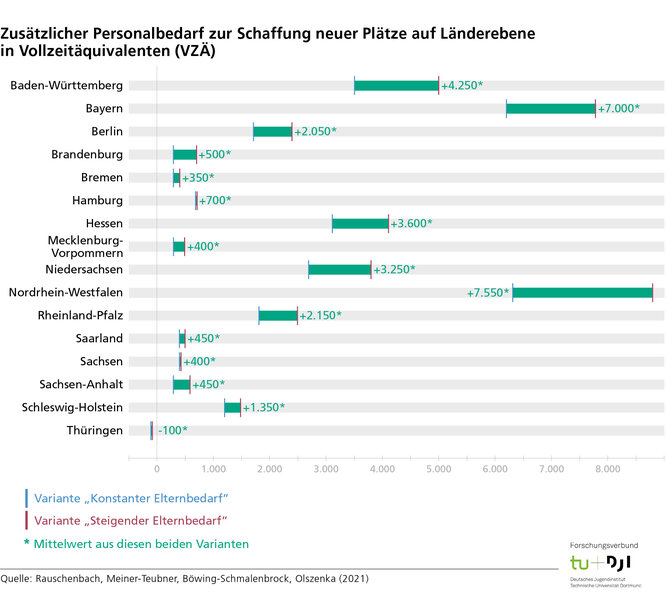 Zusätzlicher Personalbedarf zur Schaffung neuer Plätze auf Länderebene
in Vollzeitäquivalenten (VZÄ)
Baden-Württemberg +4.250*
Bayern +7.000*
Berlin +2.050*
Brandenburg +500*
Bremen +350*
Hamburg +700*
Hessen +3.600*
Mecklenburg-
Vorpommern +400*
Niedersachsen +3.250*
Nordrhein-Westfalen +7.550*
Rheinland-Pfalz +2.150*
Saarland +450*
Sachsen +400*
Sachsen-Anhalt +450*
Schleswig-Holstein +1.350*
Thüringen -100*
0 1.000 2.000 3.000 4.000 5.000 6.000 7.000 8.000
Variante „Konstanter Elternbedarf“
Variante „Steigender Elternbedarf“
* Mittelwert aus diesen beiden Varianten
Forschungsverbund
tu+DJI
Deutsches Jugendinstitut
Technische Universität Dortmund
Quelle: Rauschenbach, Meiner-Teubner, Böwing-Schmalenbrock, Olszenka (2021)